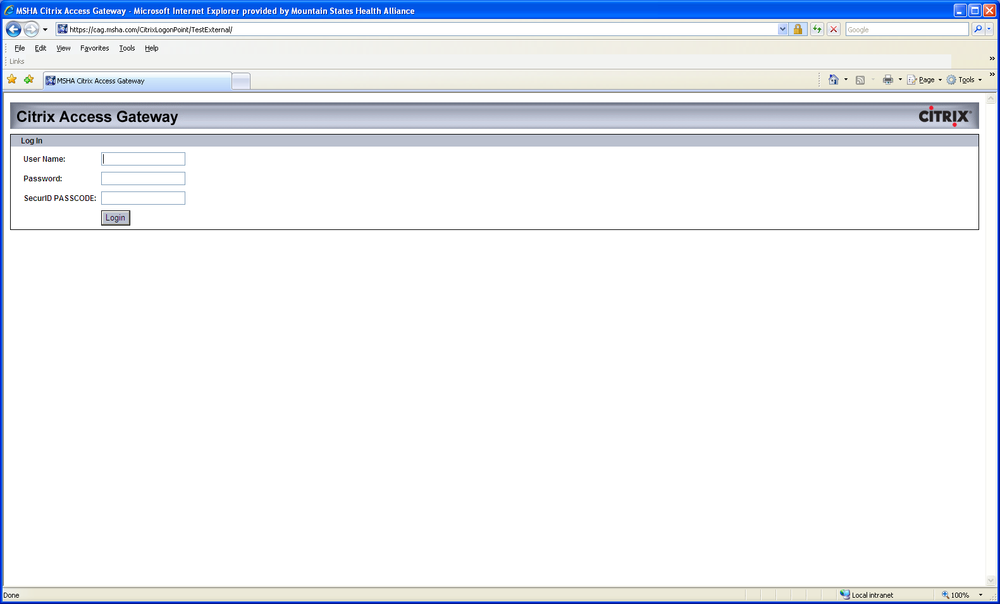 MSHA Citrix Access Gateway - Microsoft Internet Explorer provided by Mountain States Health Alliance
https://cag.msha.com/CitrixLogonPoint/TestExternal/
Google
File Edit View Favorites Tools Help
Links
MSHA Citrix Access Gateway
Page Tools
Citrix Access Gateway
CITRIX
Log In
User Name:
Password:
SecurID PASSCODE:
Login
Done
Local intranet
100%